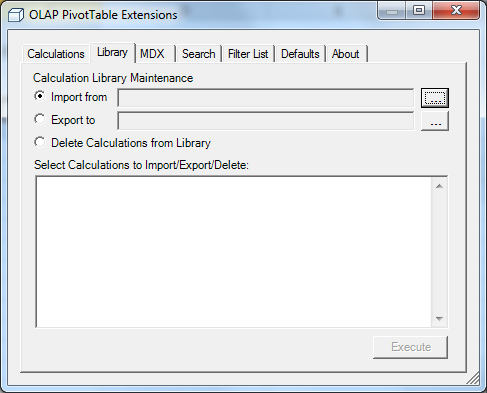 OLAP PivotTable Extensions
Calculations Library MDX Search Filter List Defaults About
Calculation Library Maintenance
Import from ...
Export to ...
Delete Calculations from Library
Select Calculations to Import/Export/Delete:
Execute